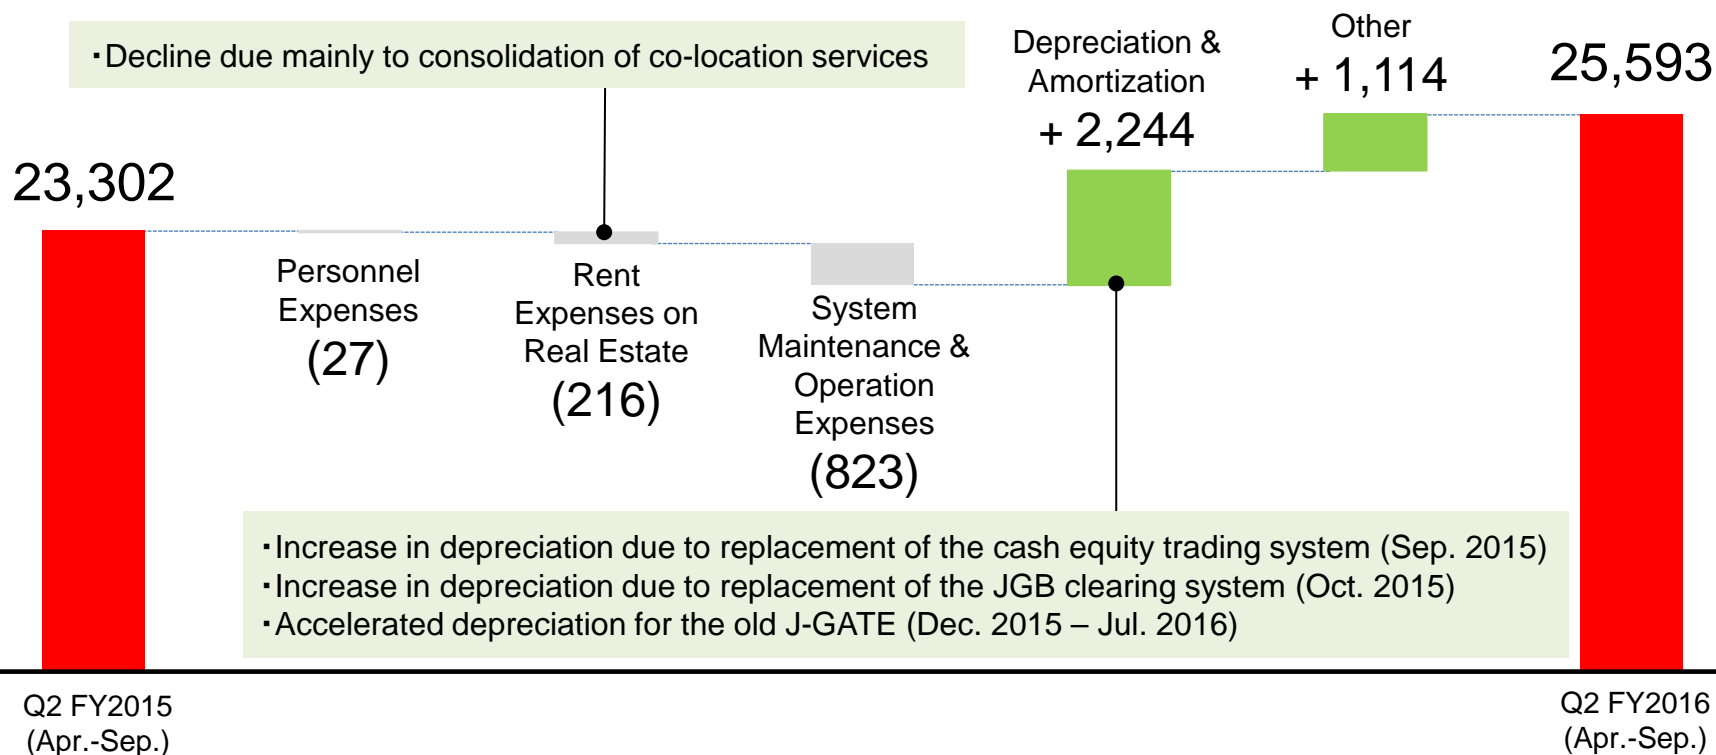 ・Decline due mainly to consolidation of co-location services
23,302
Personnel
Expenses
(27)
Rent
Expenses on
Real Estate
(216)
System
Maintenance &
Operation
Expenses
(823)
Depreciation &
Amortization
+ 2,244
Other
+ 1,114
25,593
・Increase in depreciation due to replacement of the cash equity trading system (Sep. 2015)
・Increase in depreciation due to replacement of the JGB clearing system (Oct. 2015)
・Accelerated depreciation for the old J-GATE (Dec. 2015 – Jul. 2016)
Q2 FY2015
(Apr.-Sep.)
Q2 FY2016
(Apr.-Sep.)